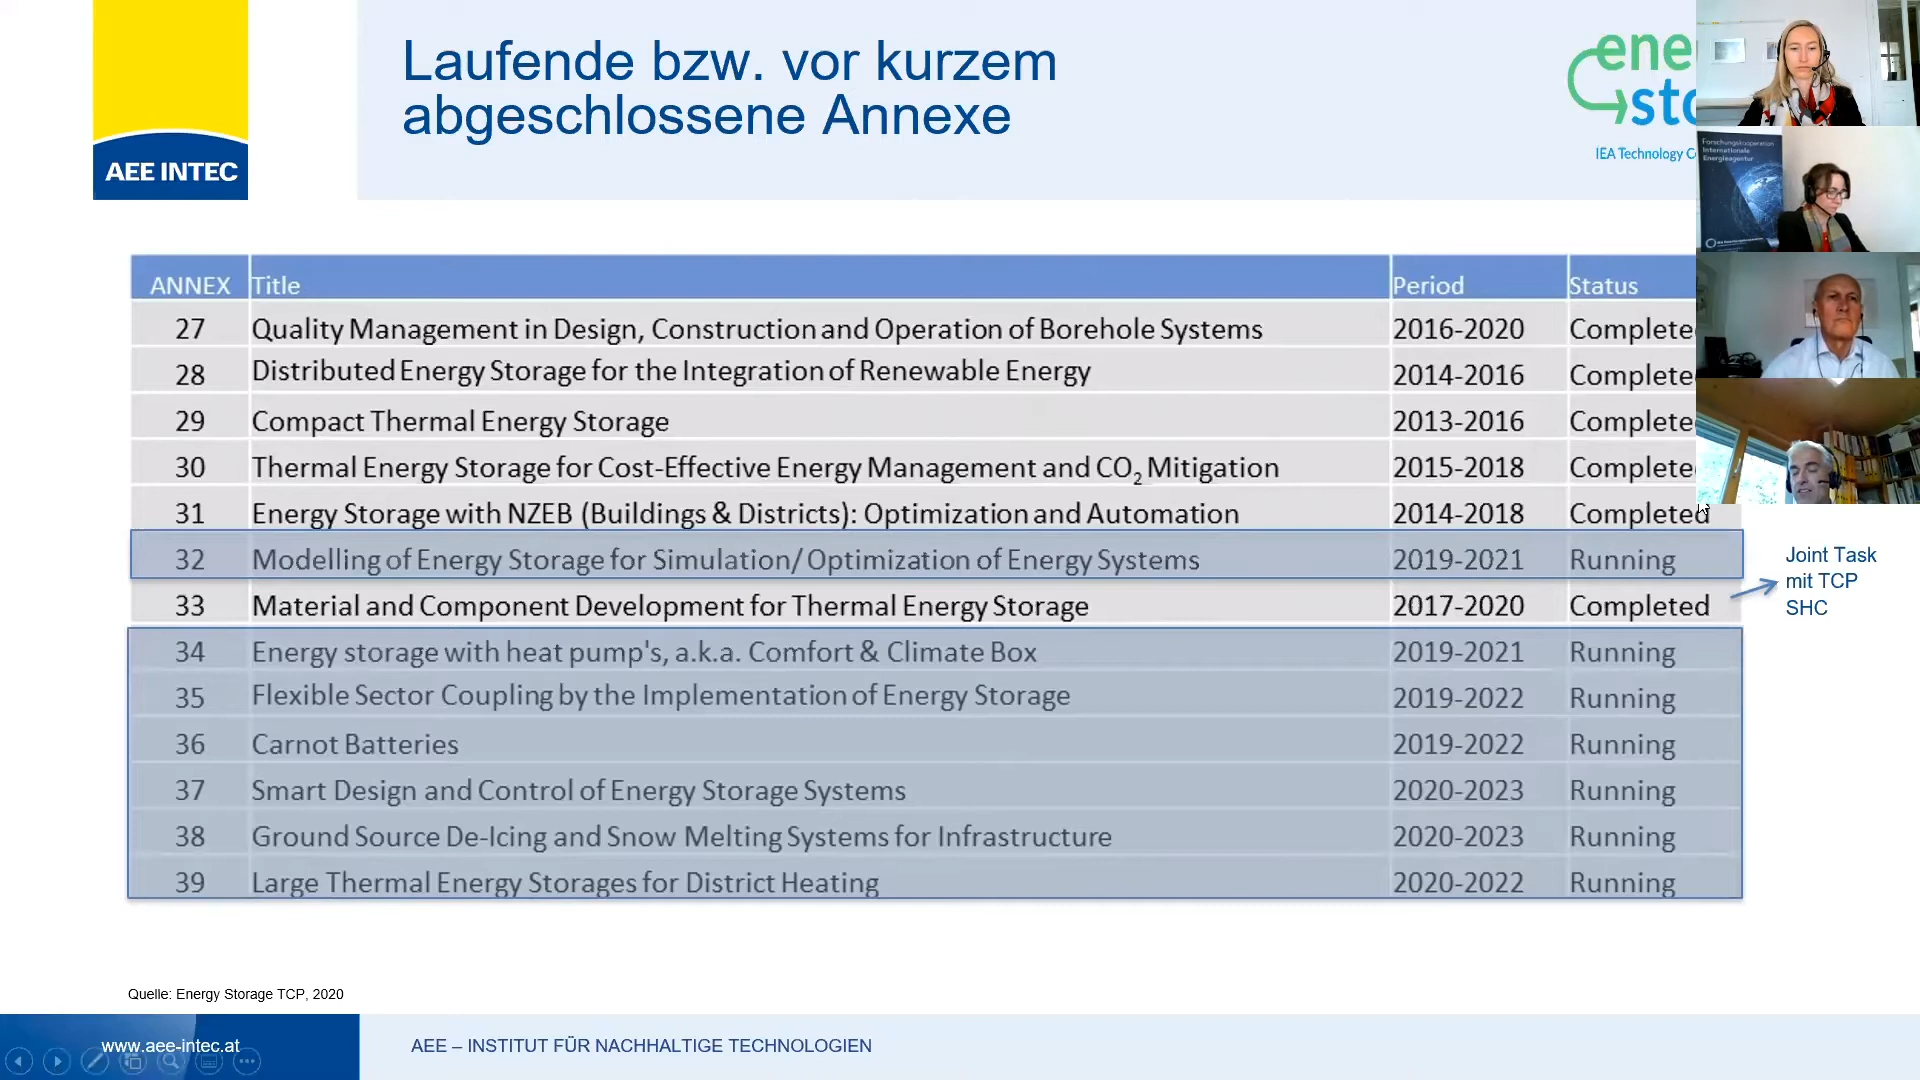 Laufende bzw. vor kurzem
abgeschlossene Annexe
AEE INTEC
IEA Technology
Forschungskooperation
Internationale
Energieagentur
ANNEX Title Period Status
27 Quality Management in Design, Construction and Operation of Borehole Systems 2016-2020 Complete
28 Distributed Energy Storage for the Integration of Renewable Energy 2014-2016 Complete
29 Compact Thermal Energy Storage 2013-2016 Complete
30 Thermal Energy Storage for Cost-Effective Energy Management and CO2 Mitigation 2015-2018 Complete
31 Energy Storage with NZEB (Buildings & Districts): Optimization and Automation 2014-2018 Completed
32 Modelling of Energy Storage for Simulation/ Optimization of Energy Systems 2019-2021 Running
33 Material and Component Development for Thermal Energy Storage 2017-2020 Completed
34 Energy storage with heat pump's, a.k.a. Comfort & Climate Box 2019-2021 Running
35 Flexible Sector Coupling by the Implementation of Energy Storage 2019-2022 Running
36 Carnot Batteries 2019-2022 Running
37 Smart Design and Control of Energy Storage Systems 2020-2023 Running
38 Ground Source De-Icing and Snow Melting Systems for Infrastructure 2020-2023 Running
39 Large Thermal Energy Storages for District Heating 2020-2022 Running
Joint Task
mit TCP
SHC
Quelle: Energy Storage TCP, 2020
www.aee-intec.at
AEE – INSTITUT FÜR NACHHALTIGE TECHNOLOGIEN